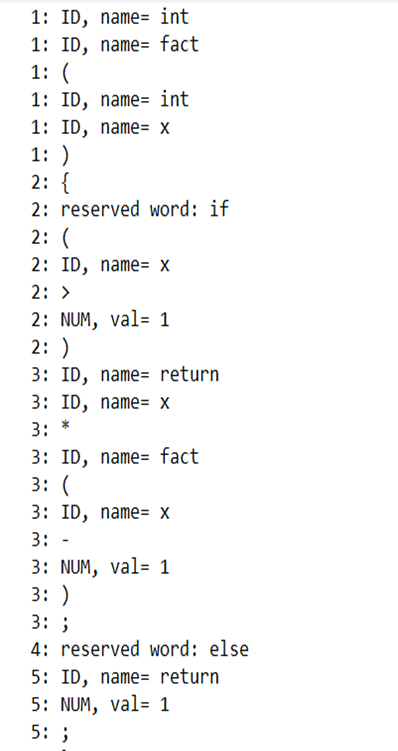 1: ID, name= int
1: ID, name= fact
1: (
1: ID, name= int
1: ID, name= x
1: )
2: {
2: reserved word: if
2: (
2: ID, name= x
2: >
2: NUM, val= 1
2: )
3: ID, name= return
3: ID, name= x
3: *
3: ID, name= fact
3: (
3: ID, name= x
3: -
3: NUM, val= 1
3: )
3: ;
4: reserved word: else
5: ID, name= return
5: NUM, val= 1
5: ;